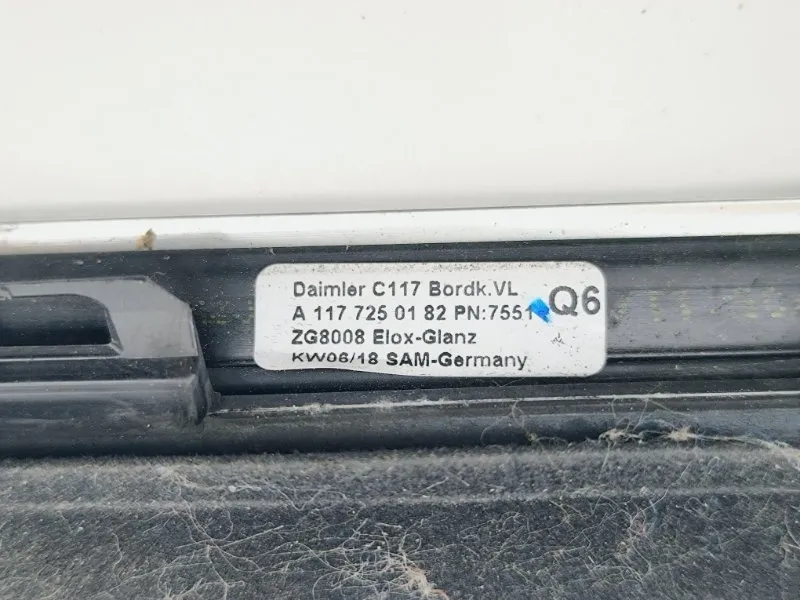 Daimler C117 Bordk.VL
A 117 725 01 82 PN:7551
Q6
ZG8008 Elox-Glanz
KW06/18 SAM-Germany